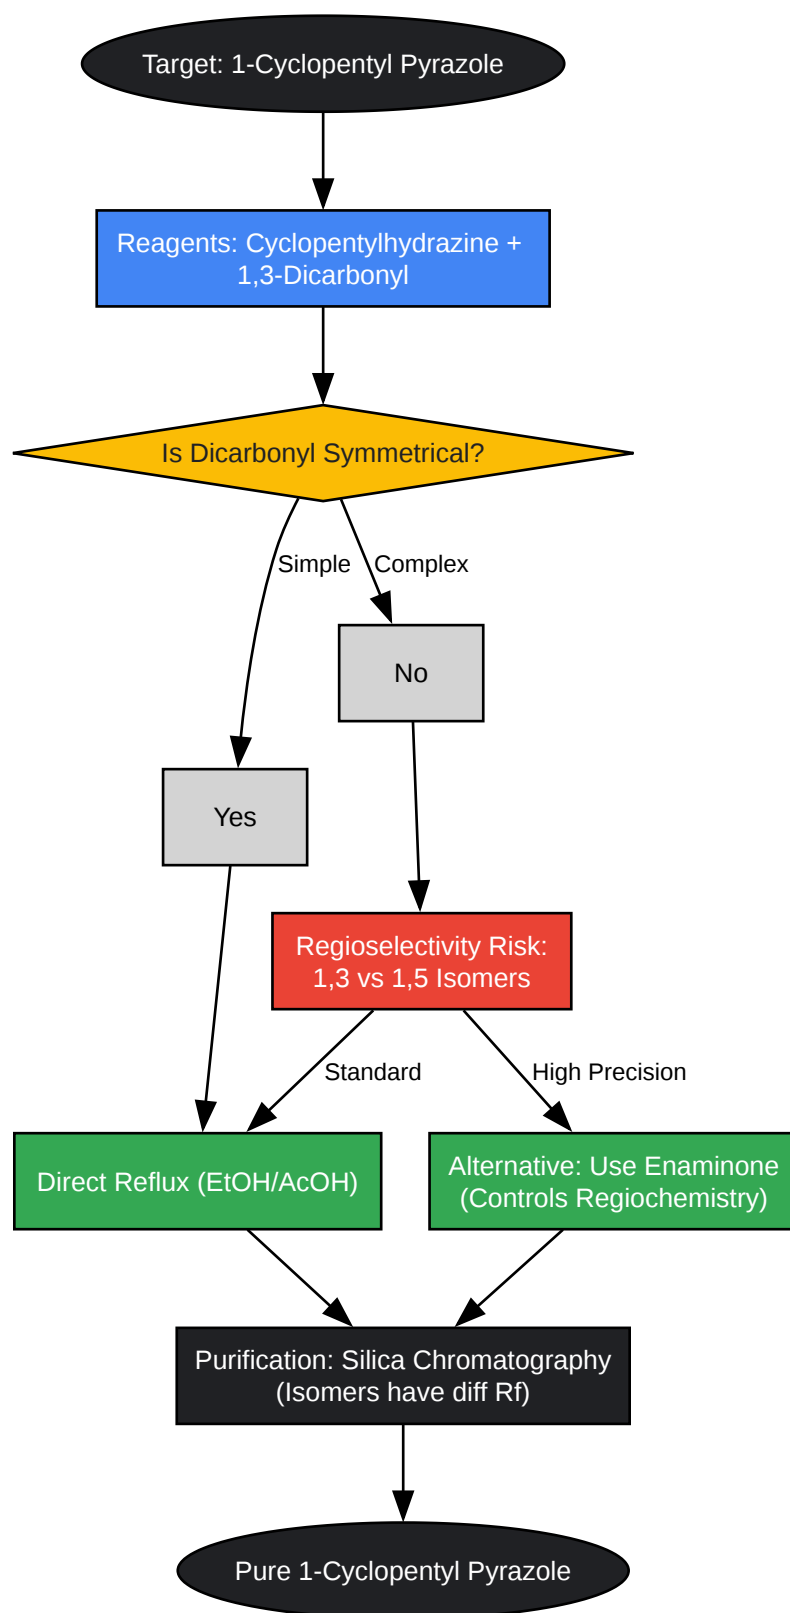 Target: 1-Cyclopentyl Pyrazole
Reagents: Cyclopentylhydrazine +
1,3-Dicarbonyl
Is Dicarbonyl Symmetrical?
Simple
Complex
No
Yes
Regioselectivity Risk:
1,3 vs 1,5 Isomers
Standard
High Precision
Direct Reflux (EtOH/AcOH)
Alternative: Use Enaminone
(Controls Regiochemistry)
Purification: Silica Chromatography
(Isomers have diff Rf)
Pure 1-Cyclopentyl Pyrazole